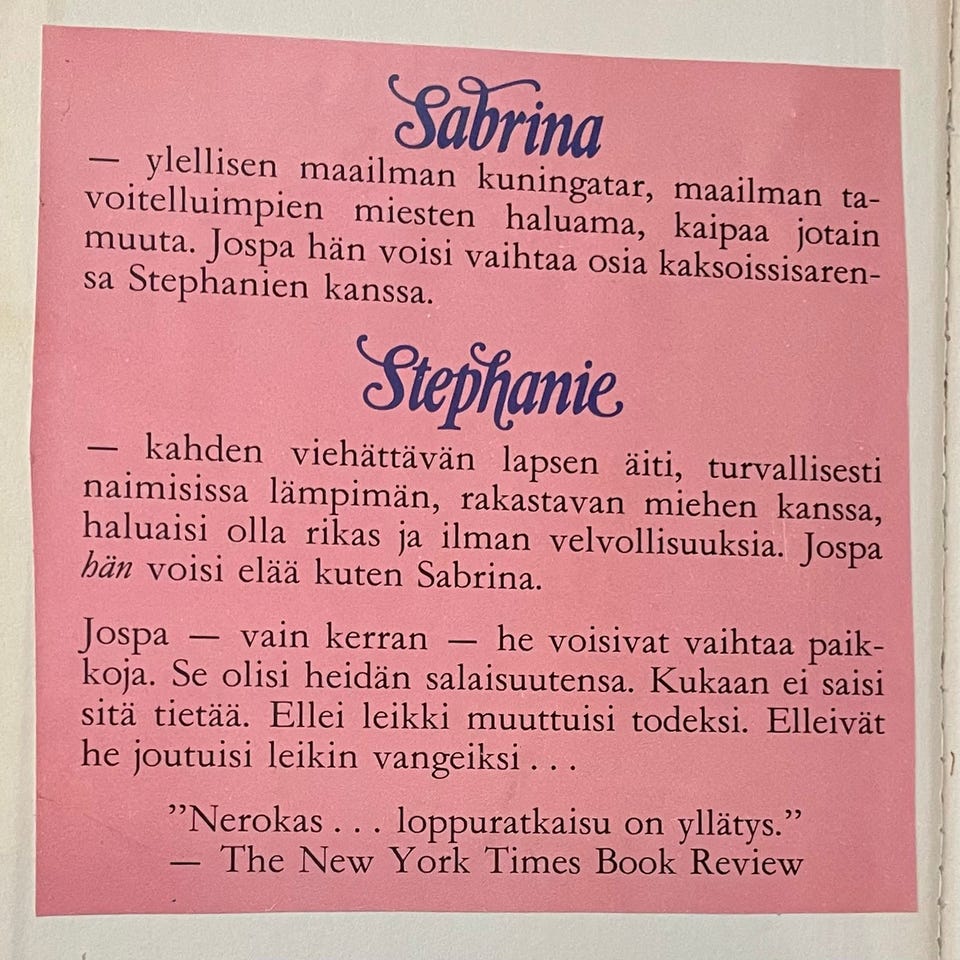 Sabrina
— ylellisen maailman kuningatar, maailman ta-
voitelluimpien miesten haluama, kaipaa jotain
muuta. Jospa hän voisi vaihtaa osia kaksoissisaren-
sa Stephanien kanssa.
Stephanie
— kahden viehättävän lapsen äiti, turvallisesti
naimisissa lämpimän, rakastavan miehen kanssa,
haluaisi olla rikas ja ilman velvollisuuksia. Jospa
hän voisi elää kuten Sabrina.
Jospa — vain kerran — he voisivat vaihtaa paik-
koja. Se olisi heidän salaisuutensa. Kukaan ei saisi
sitä tietää. Ellei leikki muuttuisi todeksi. Elleivät
he joutuisi leikin vangeiksi . . .
”Nerokas . . . loppuratkaisu on yllätys.”
— The New York Times Book Review